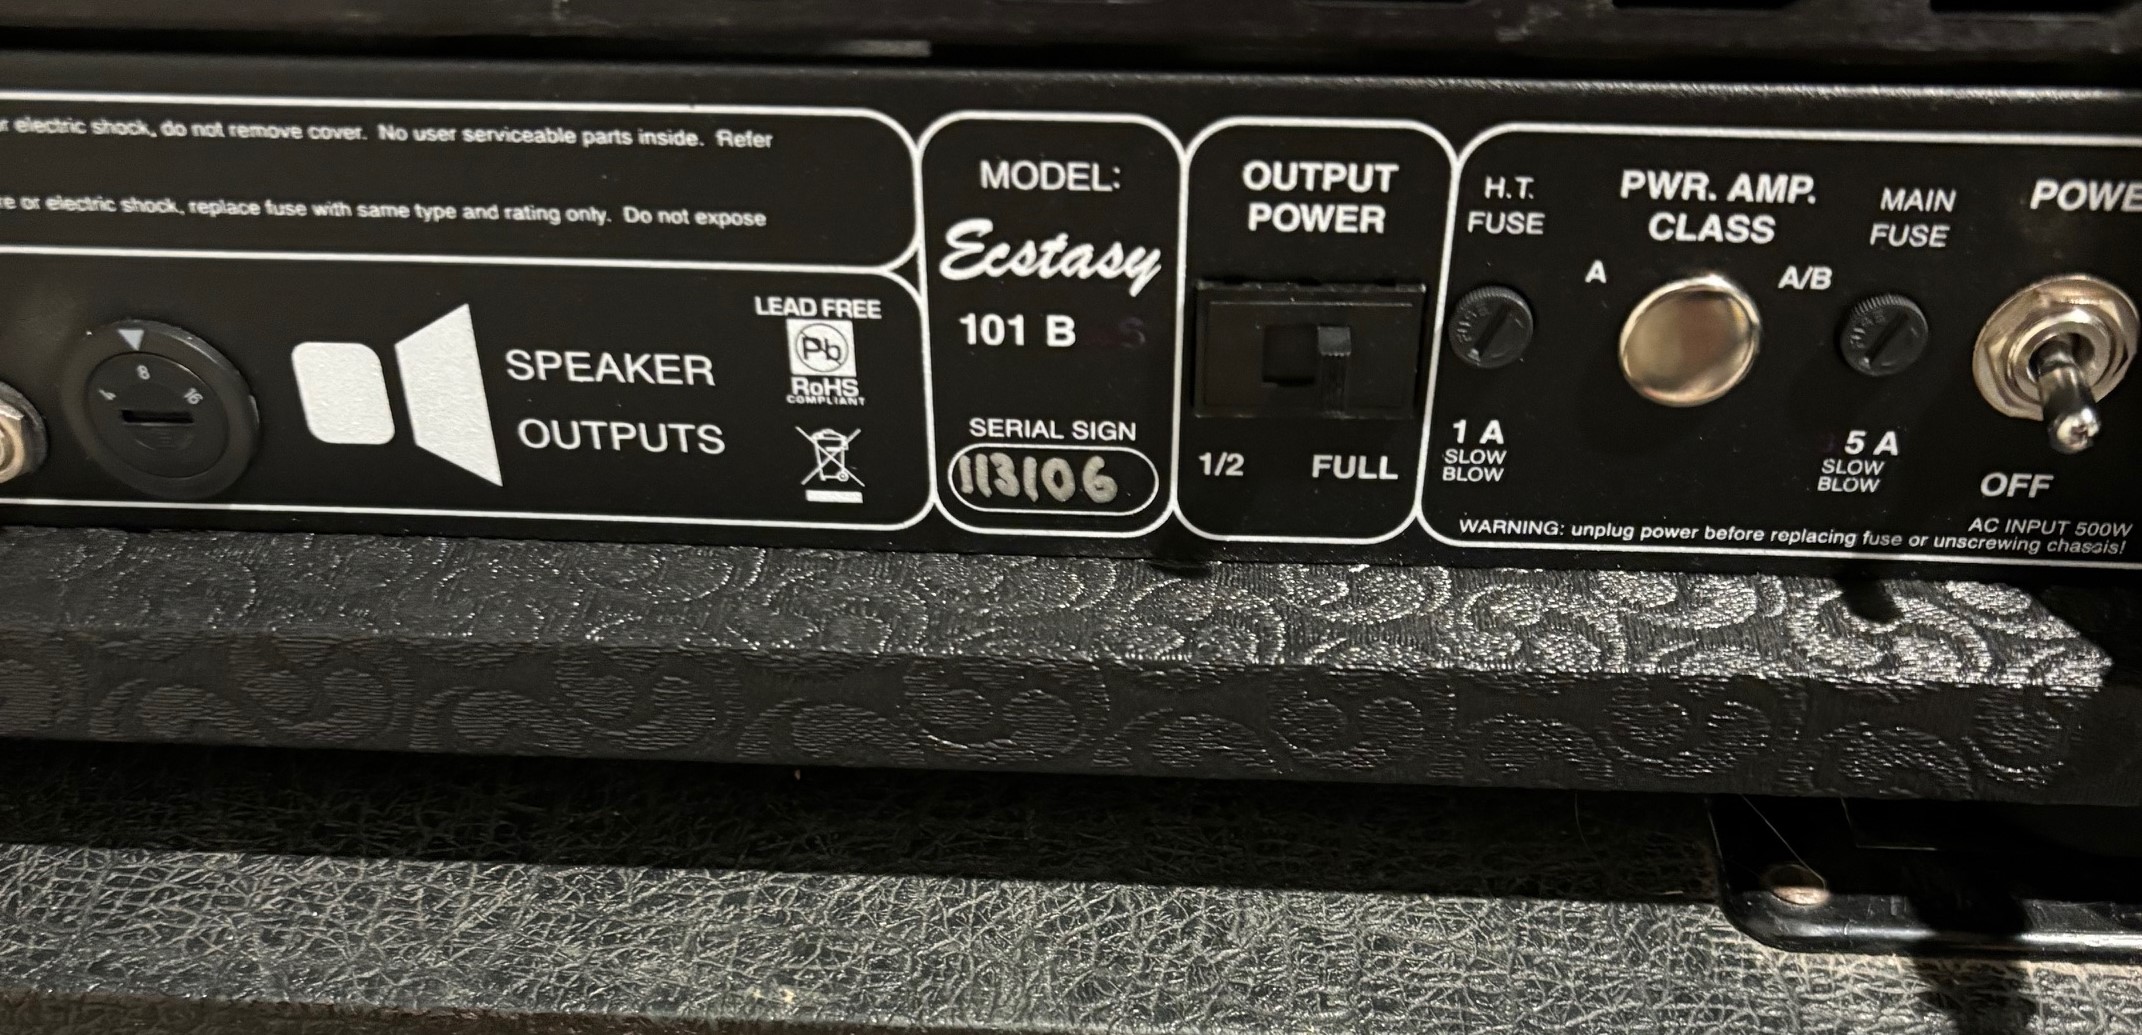 r electric shock, do not remove cover. No user serviceable parts inside. Refer
re or electric shock, replace fuse with same type and rating only. Do not expose
4
8
16
SPEAKER
OUTPUTS
LEAD FREE
Pb
RoHS
COMPLIANT
MODEL:
Ecstasy
101 B
SERIAL SIGN
113106
OUTPUT
POWER
1/2
FULL
H.T.
FUSE
1 A
SLOW
BLOW
PWR. AMP.
CLASS
A
A/B
MAIN
FUSE
5 A
SLOW
BLOW
POWE
OFF
AC INPUT 500W
WARNING: unplug power before replacing fuse or unscrewing chassis!